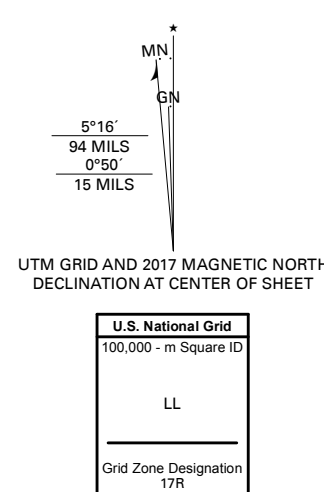 ★
MN
GN
5°16´
94 MILS
0°50´
15 MILS
UTM GRID AND 2017 MAGNETIC NORTH
DECLINATION AT CENTER OF SHEET
U.S. National Grid
100,000 - m Square ID
LL
Grid Zone Designation
17R